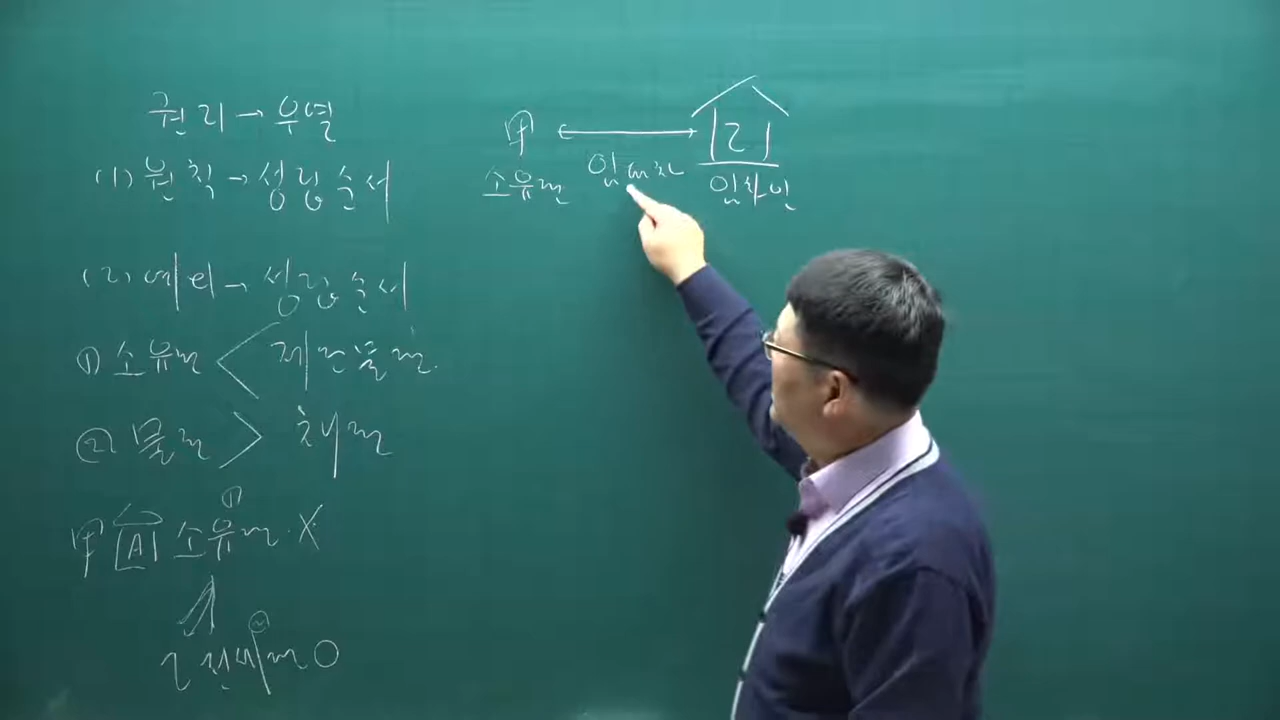 권리→우열
(1) 원칙→성립순서
(2) 예외→성립순서
① 소유권 < 제한물권.
② 물권 > 채권
①
甲 A 소유권. X
②
乙 전세권 O
甲 ↔ 乙
소유권 임대차 임차인